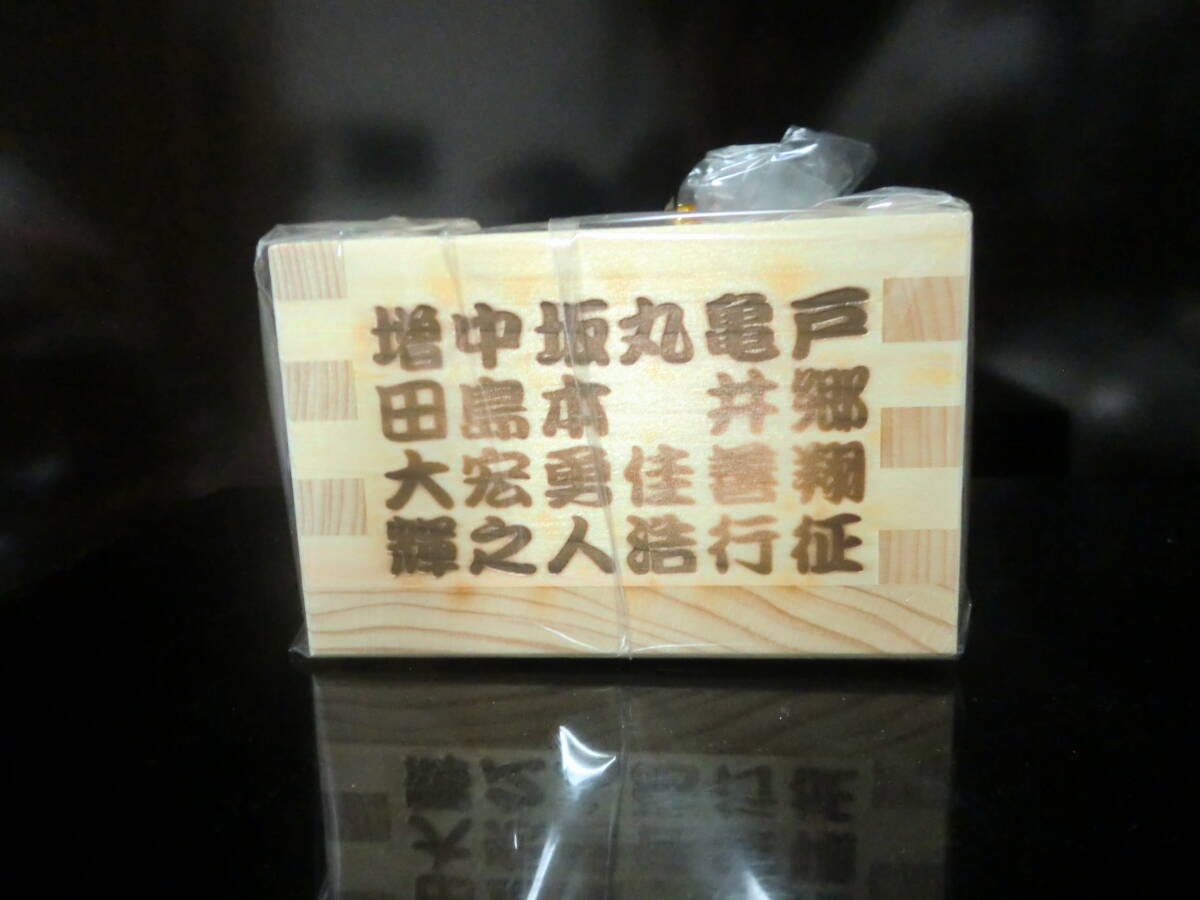 戸郷翔征
亀井善行
丸佳浩
坂本勇人
中島宏之
増田大輝